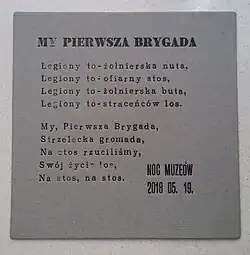 MY PIERWSZA BRYGADA
Legiony to-żołnierska nuta,
Legiony to-ofiarny stos,
Legiony to-żołnierska buta,
Legiony to-straceńców los.
My, Pierwsza Brygada,
Strzelecka gromada,
Na stos rzuciliśmy,
Swój życia los,
Na stos, na stos.
NOC MUZEÓW
2018 05. 19.